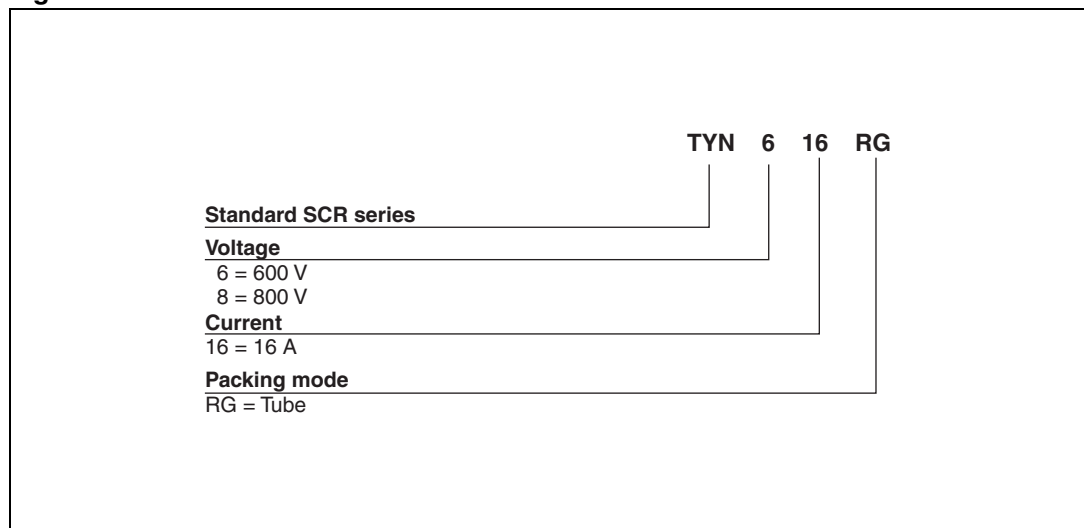 TYN 6 16 RG
Standard SCR series
Voltage
6 = 600 V
8 = 800 V
Current
16 = 16 A
Packing mode
RG = Tube